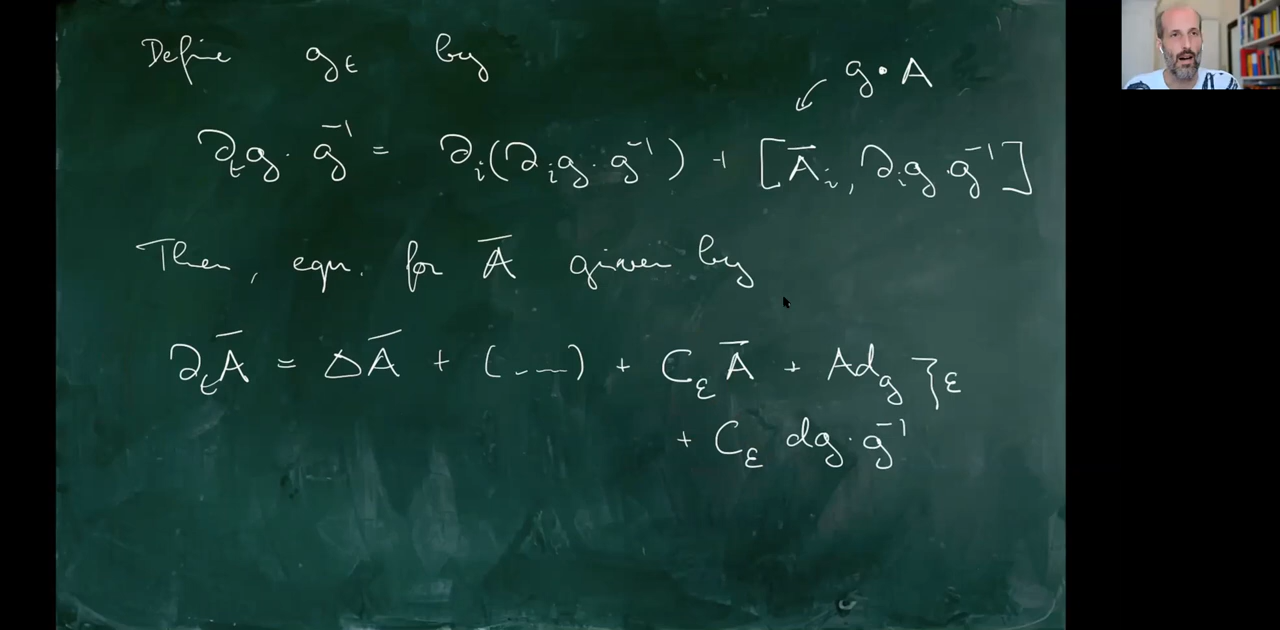 Define g_t by
g • A
∂_t g · g^{-1} = ∂_i(∂_i g · g^{-1}) + [Ā_i, ∂_i g · g^{-1}]
Then, eqn. for Ā given by
∂_t Ā = ΔĀ + (...) + C_ε Ā + Ad_g ξ_ε
+ C_ε dg · g^{-1}